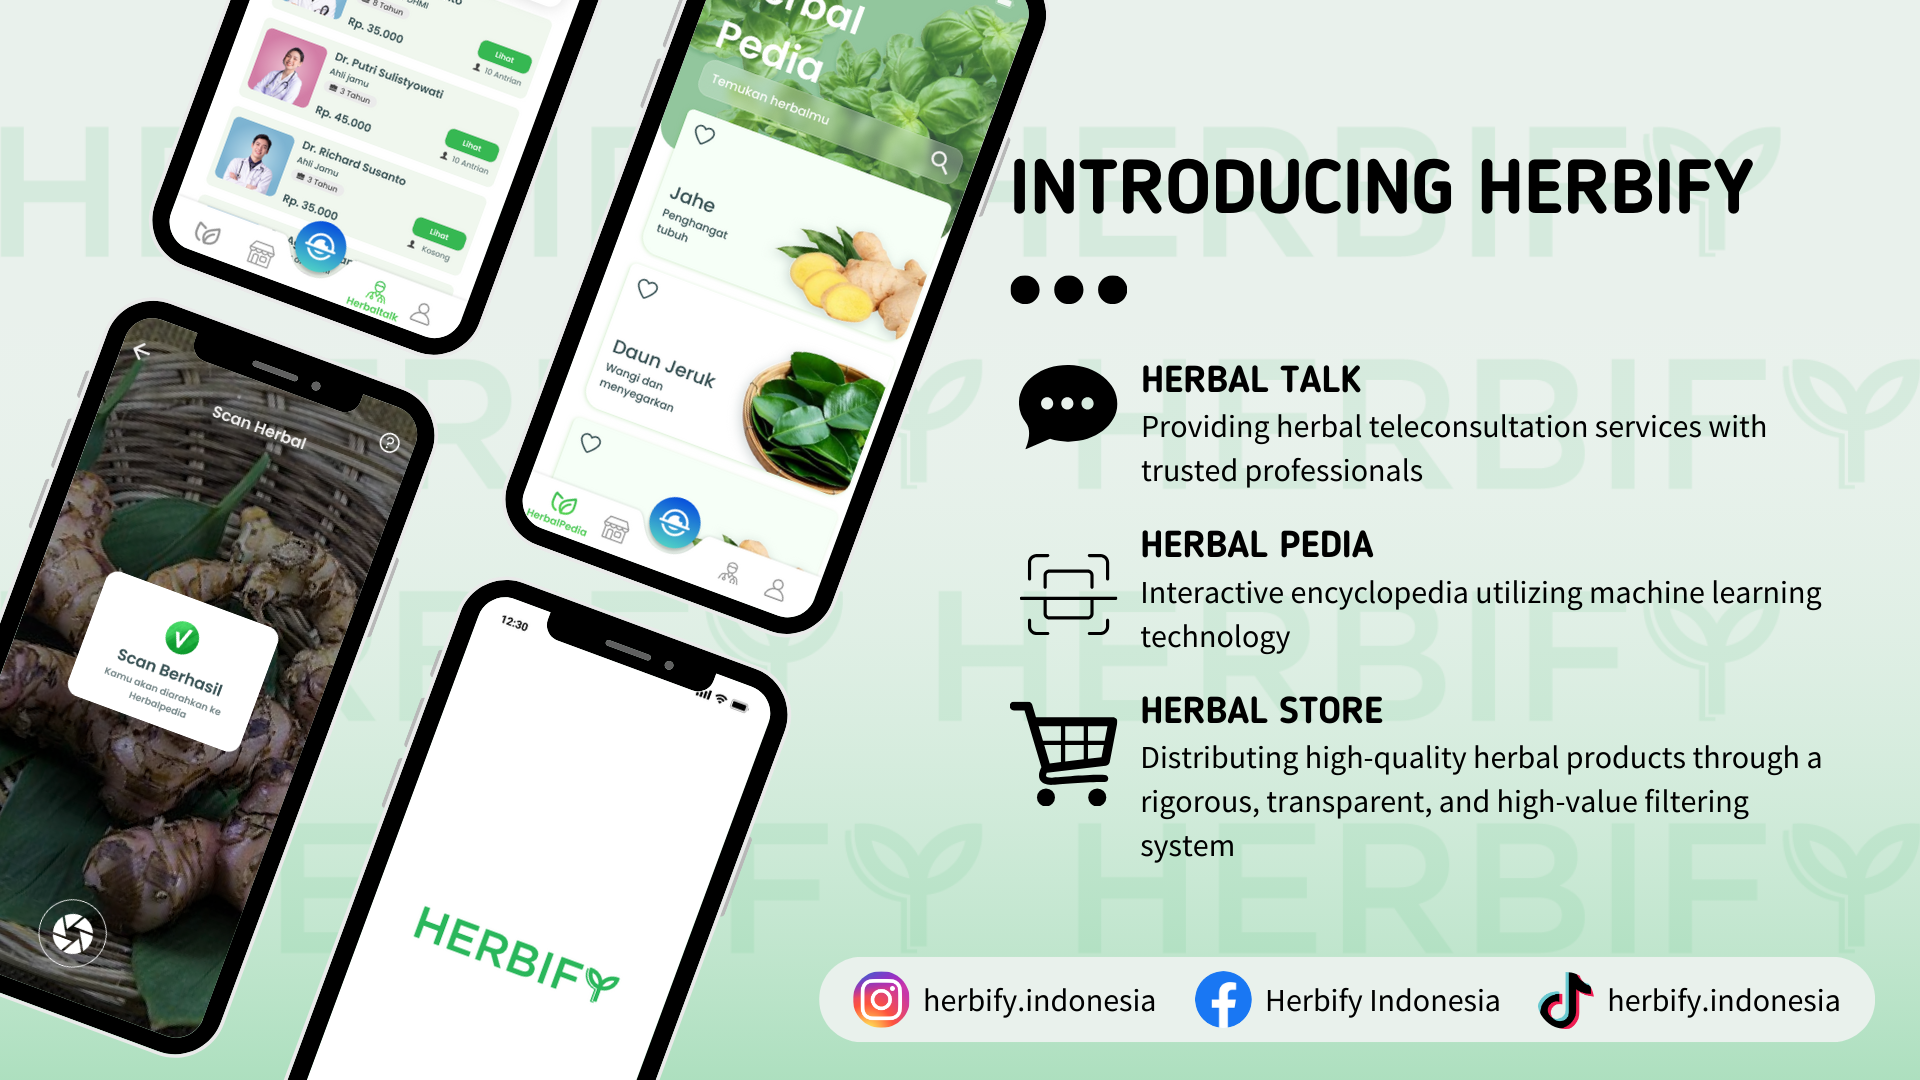 Rp. 35.000
8 Tahun
Lihat
10 Antrian
Dr. Putri Sulistyowati
Ahli jamu
3 Tahun
Rp. 45.000
Lihat
10 Antrian
Dr. Richard Susanto
Ahli Jamu
3 Tahun
Rp. 35.000
Lihat
Kosong
Herbaltalk
Pedia
Temukan herbalmu
Jahe
Penghangat
tubuh
Daun Jeruk
Wangi dan
menyegarkan
HerbalPedia
Scan Herbal
Scan Berhasil
Kamu akan diarahkan ke
Herbalpedia
12:30
HERBIFY
INTRODUCING HERBIFY
HERBAL TALK
Providing herbal teleconsultation services with
trusted professionals
HERBAL PEDIA
Interactive encyclopedia utilizing machine learning
technology
HERBAL STORE
Distributing high-quality herbal products through a
rigorous, transparent, and high-value filtering
system
herbify.indonesia
Herbify Indonesia
herbify.indonesia
HERBIFY
HERBIFY
HERBIFY
HERBIFY